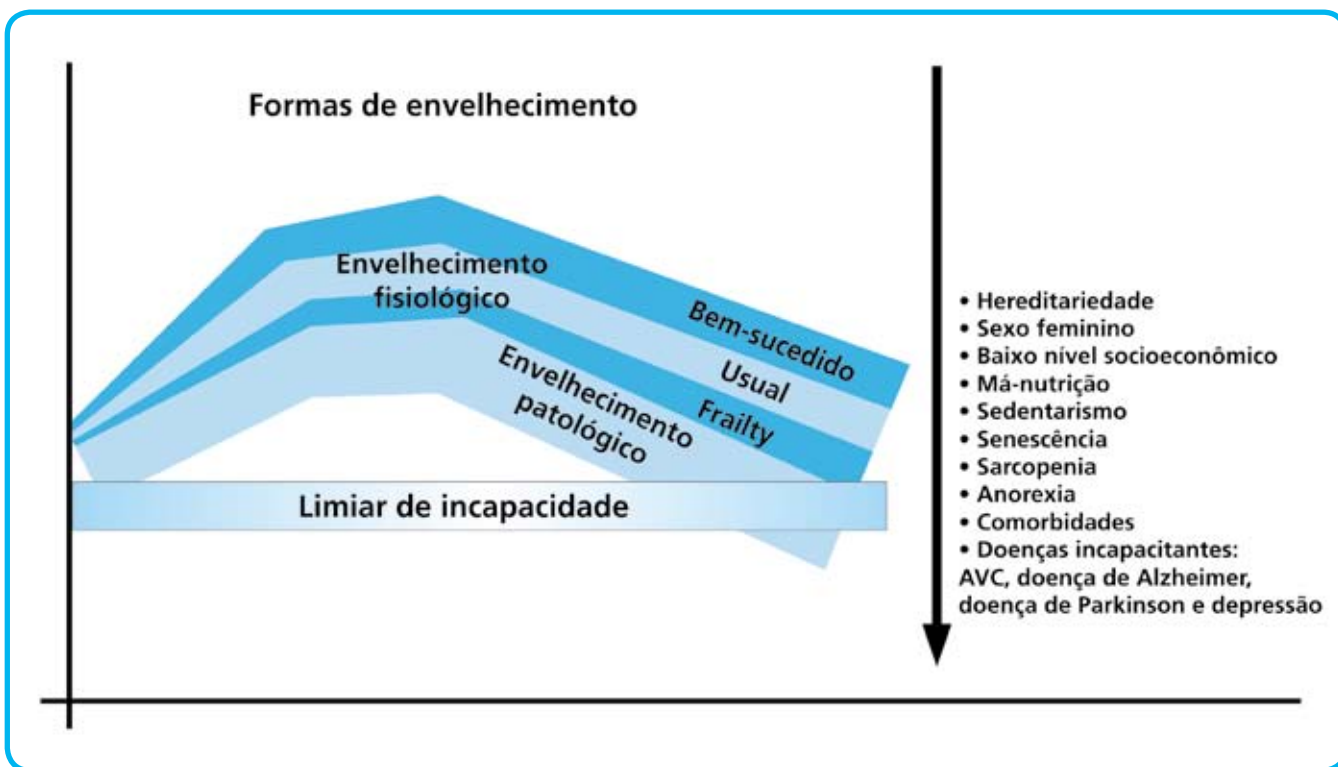 Formas de envelhecimento
Envelhecimento
fisiológico
Bem-sucedido
Usual
Frailty
Envelhecimento
patológico
Limiar de incapacidade
• Hereditariedade
• Sexo feminino
• Baixo nível socioeconômico
• Má-nutrição
• Sedentarismo
• Senescência
• Sarcopenia
• Anorexia
• Comorbidades
• Doenças incapacitantes:
AVC, doença de Alzheimer,
doença de Parkinson e depressão